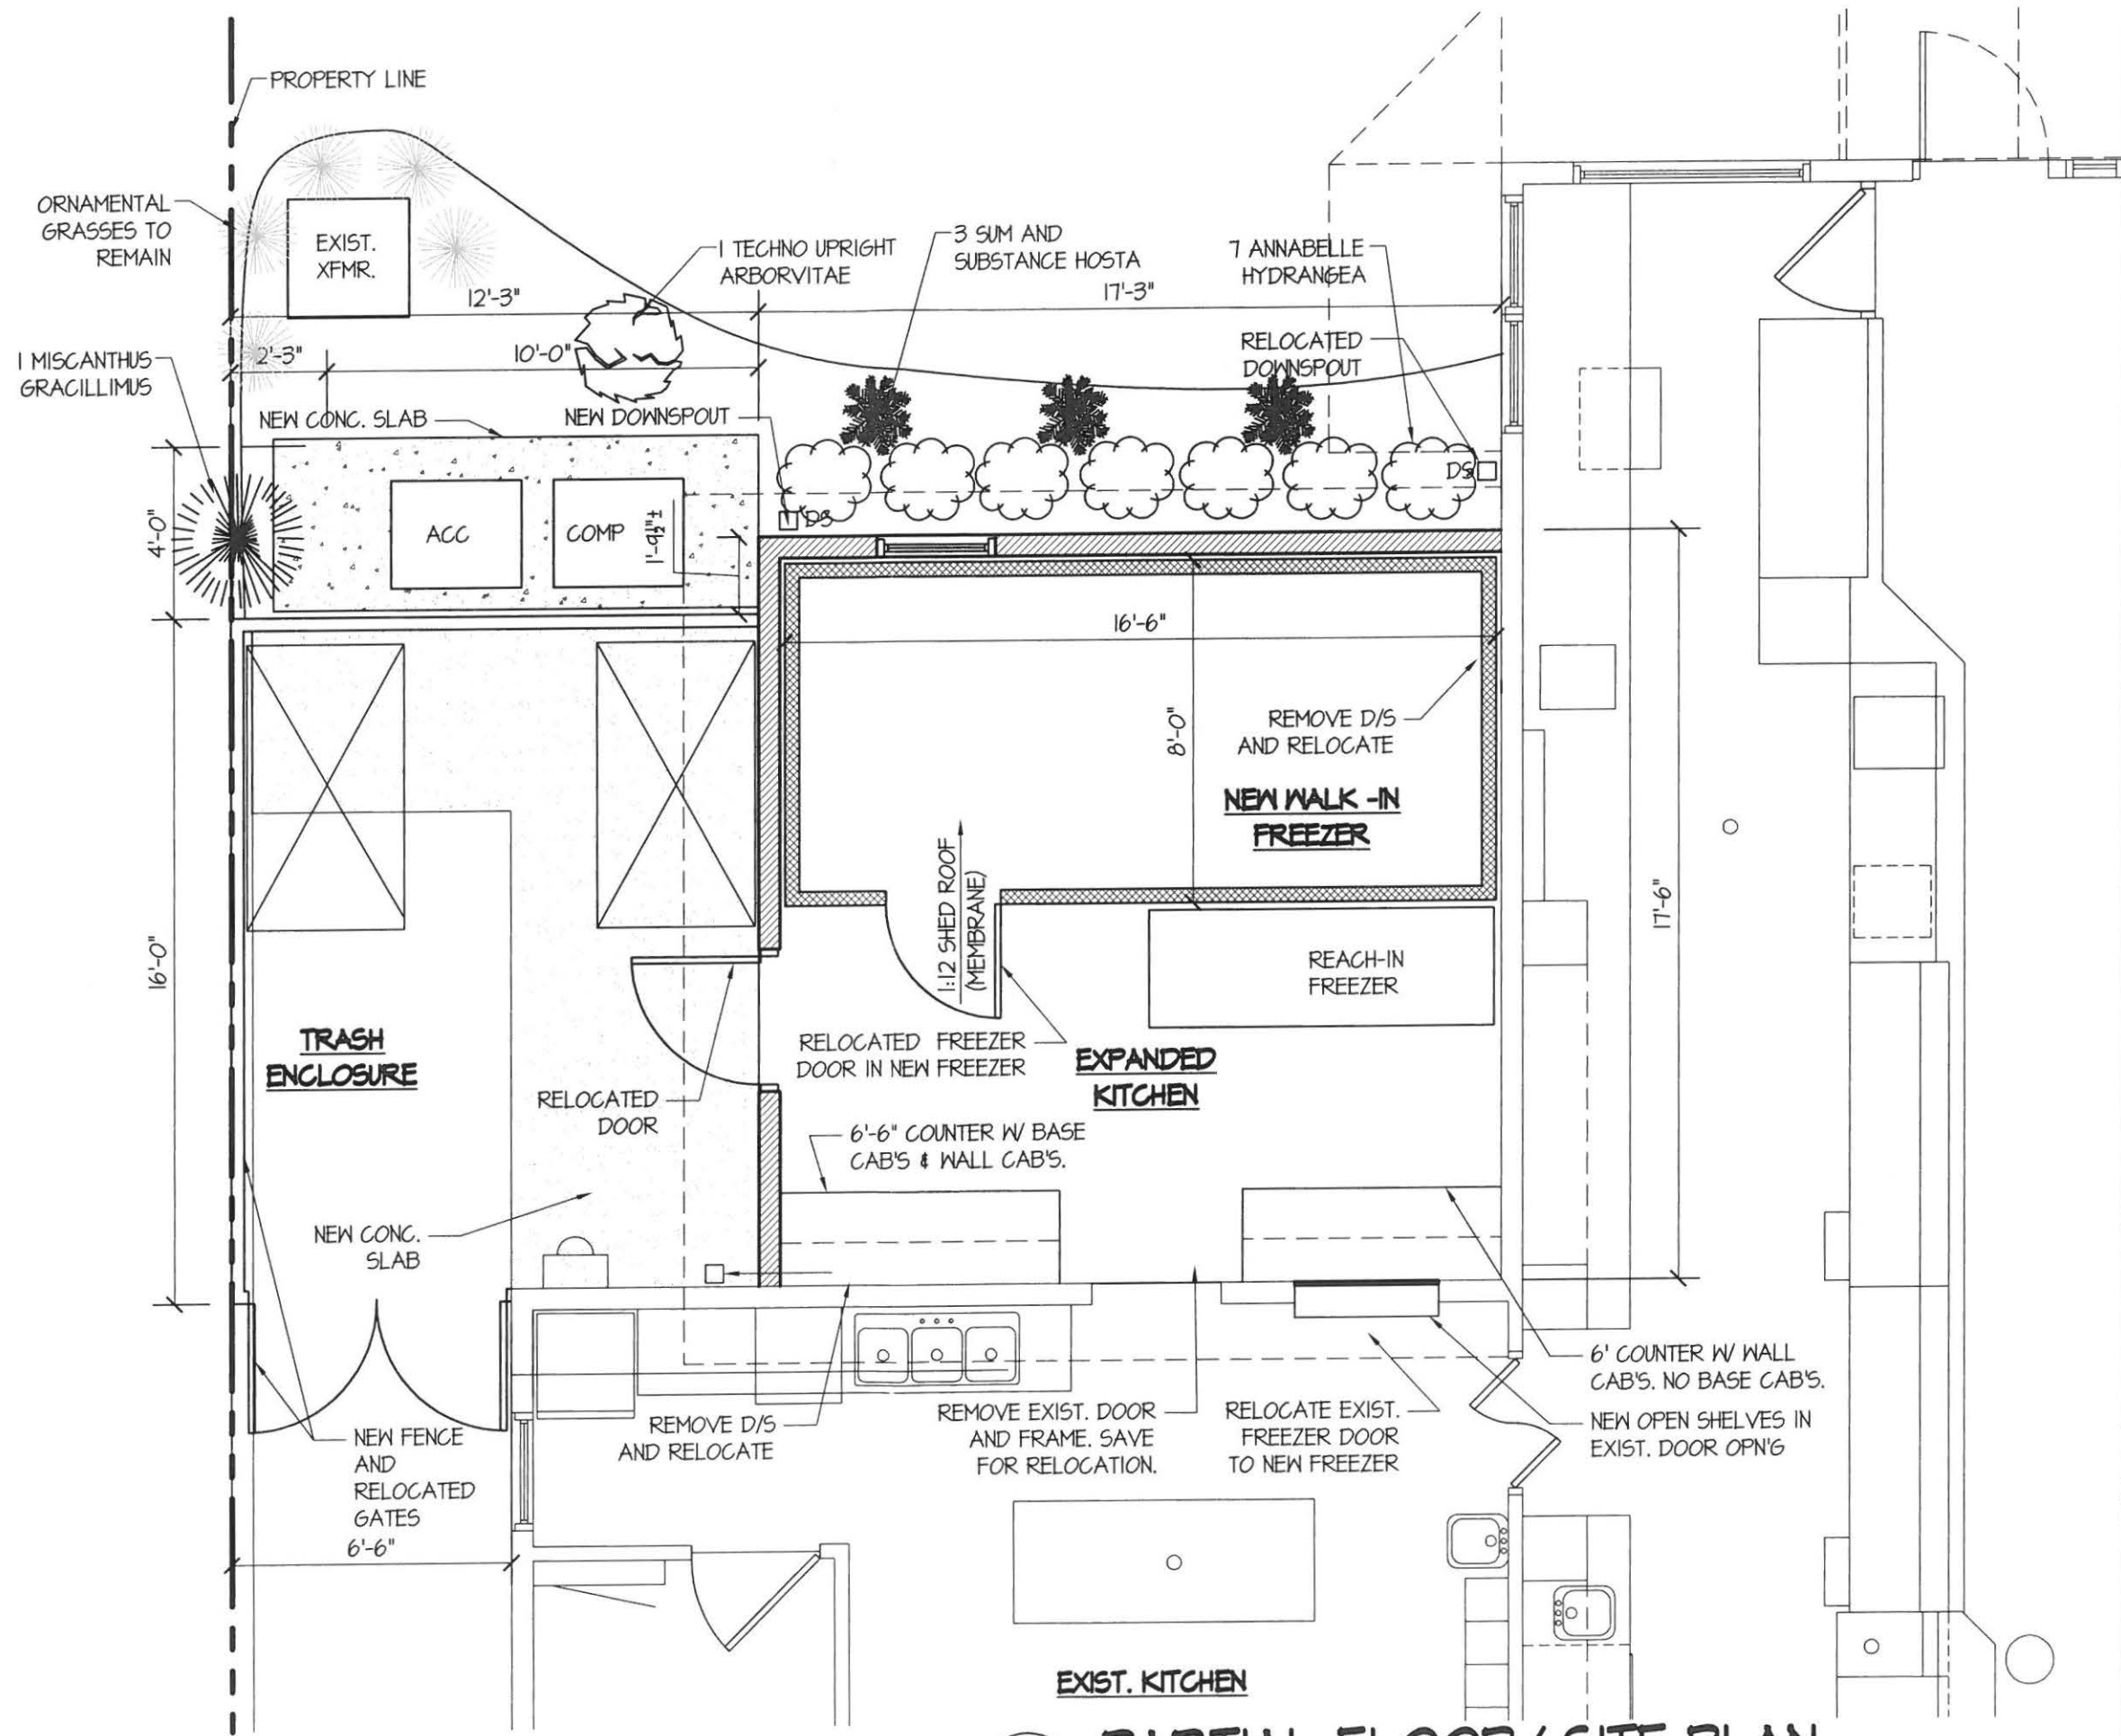 PROPERTY LINE
ORNAMENTAL
GRASSES TO
REMAIN
EXIST.
XFMR.
1 TECHNO UPRIGHT
ARBORVITAE
3 SUM AND
SUBSTANCE HOSTA
7 ANNABELLE
HYDRANGEA
12'-3"
17'-3"
RELOCATED
DOWNSPOUT
1 MISCANTHUS
GRACILLIMUS
2'-3"
10'-0"
NEW CONC. SLAB
NEW DOWNSPOUT
DS
DS
4'-0"
ACC
COMP
1'-9½"±
16'-6"
8'-0"
REMOVE D/S
AND RELOCATE
NEW WALK -IN
FREEZER
1:12 SHED ROOF
(MEMBRANE)
17'-6"
16'-0"
REACH-IN
FREEZER
TRASH
ENCLOSURE
RELOCATED FREEZER
DOOR IN NEW FREEZER
EXPANDED
KITCHEN
RELOCATED
DOOR
6'-6" COUNTER W/ BASE
CAB'S & WALL CAB'S.
NEW CONC.
SLAB
6' COUNTER W/ WALL
CAB'S. NO BASE CAB'S.
REMOVE D/S
AND RELOCATE
REMOVE EXIST. DOOR
AND FRAME. SAVE
FOR RELOCATION.
RELOCATE EXIST.
FREEZER DOOR
TO NEW FREEZER
NEW OPEN SHELVES IN
EXIST. DOOR OPN'G
NEW FENCE
AND
RELOCATED
GATES
6'-6"
EXIST. KITCHEN
PARTIAL FLOOR / SITE PLAN